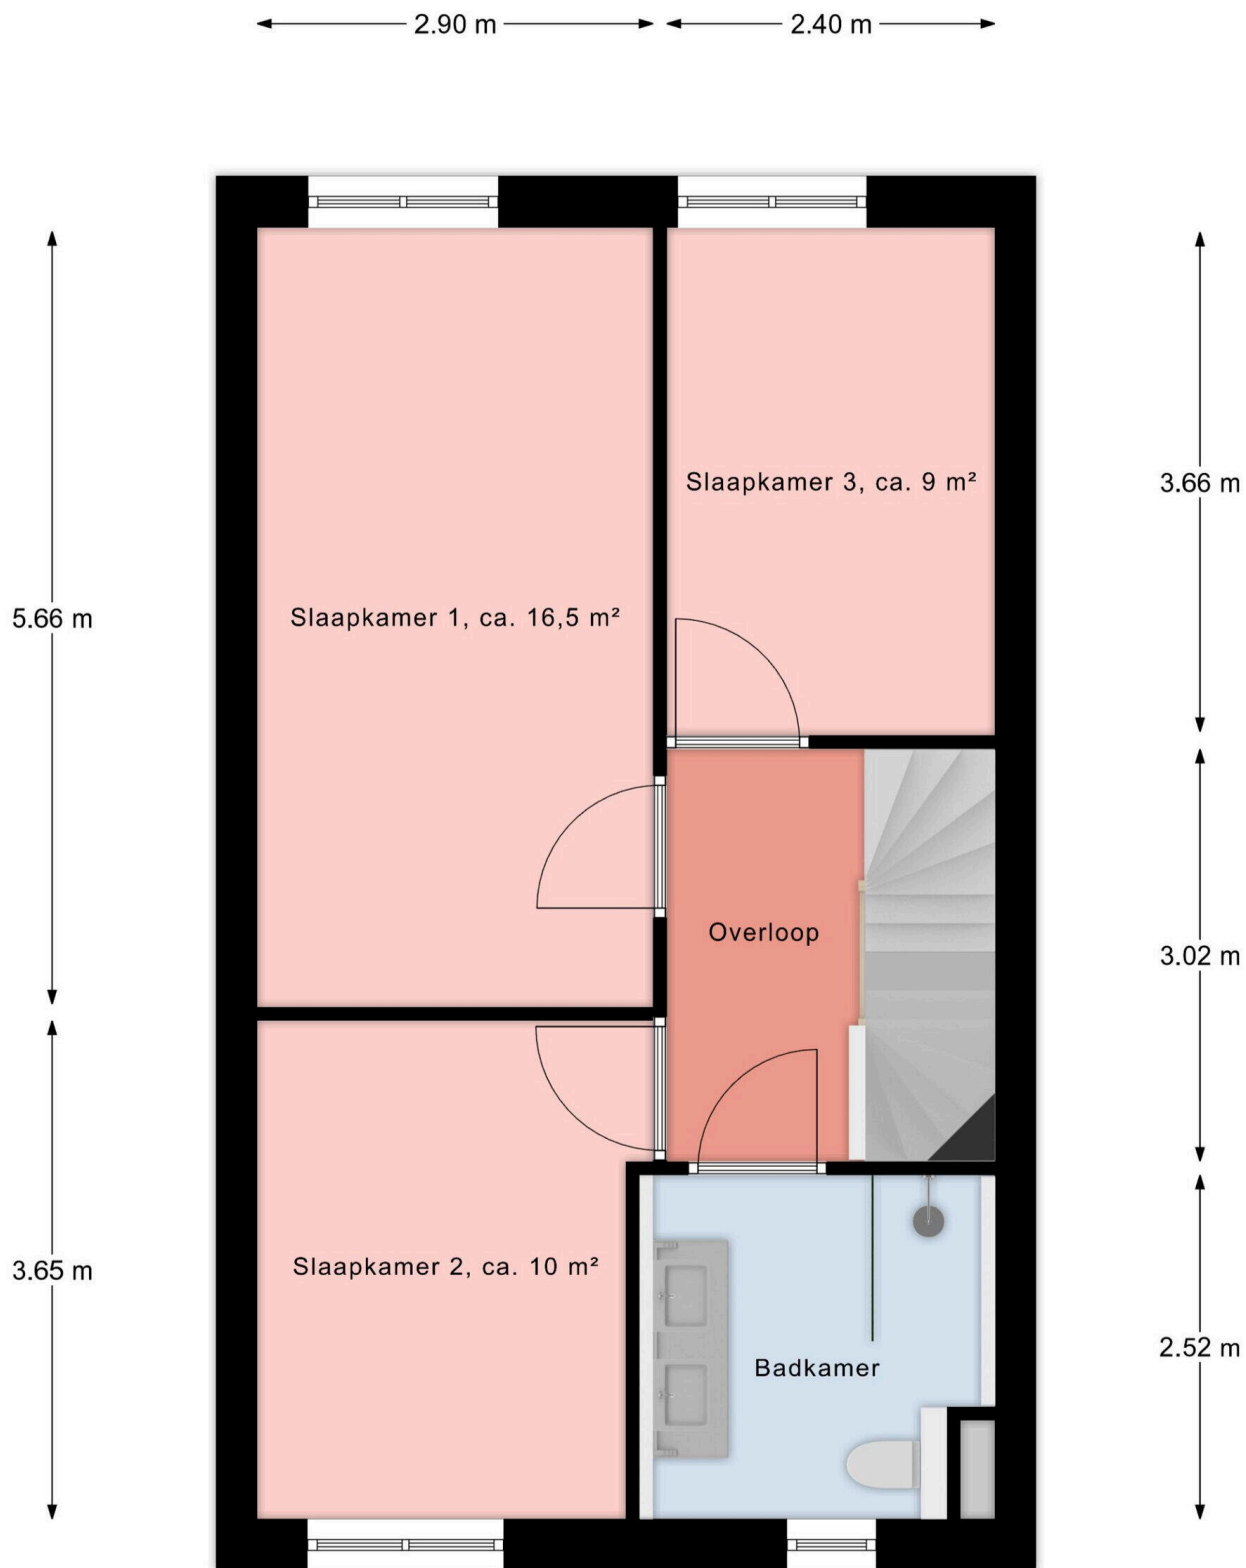 2.90 m
2.40 m
Slaapkamer 3, ca. 9 m²
3.66 m
5.66 m
Slaapkamer 1, ca. 16,5 m²
Overloop
3.02 m
Slaapkamer 2, ca. 10 m²
3.65 m
2.52 m
Badkamer